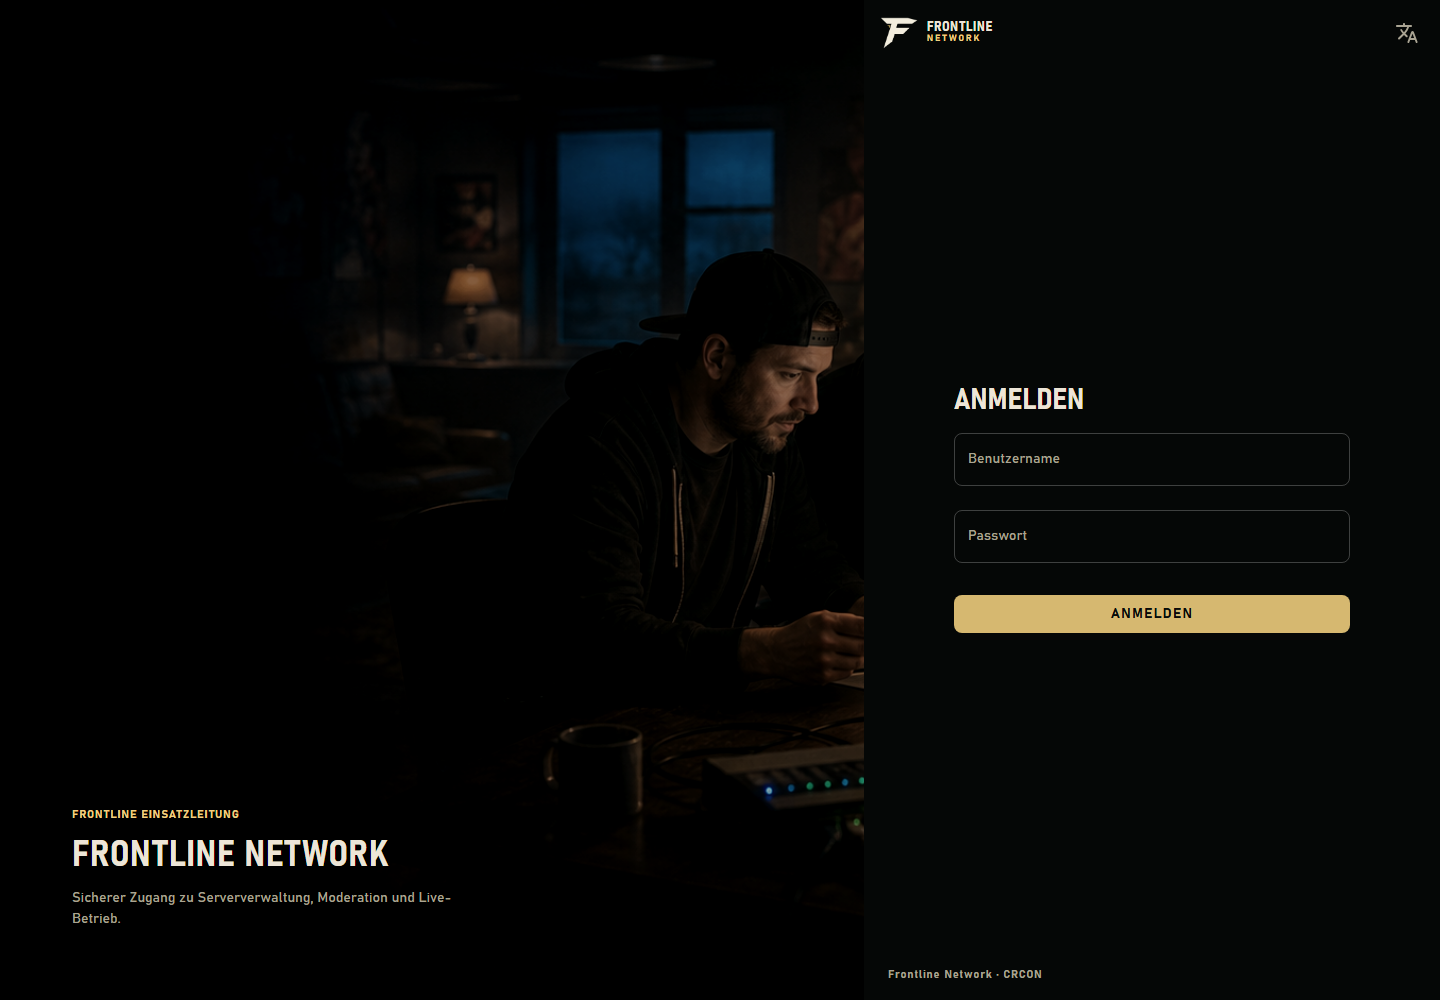 FRONTLINE
NETWORK
ANMELDEN
Benutzername
Passwort
ANMELDEN
FRONTLINE EINSATZLEITUNG
FRONTLINE NETWORK
Sicherer Zugang zu Serververwaltung, Moderation und Live-
Betrieb.
Frontline Network · CRCON